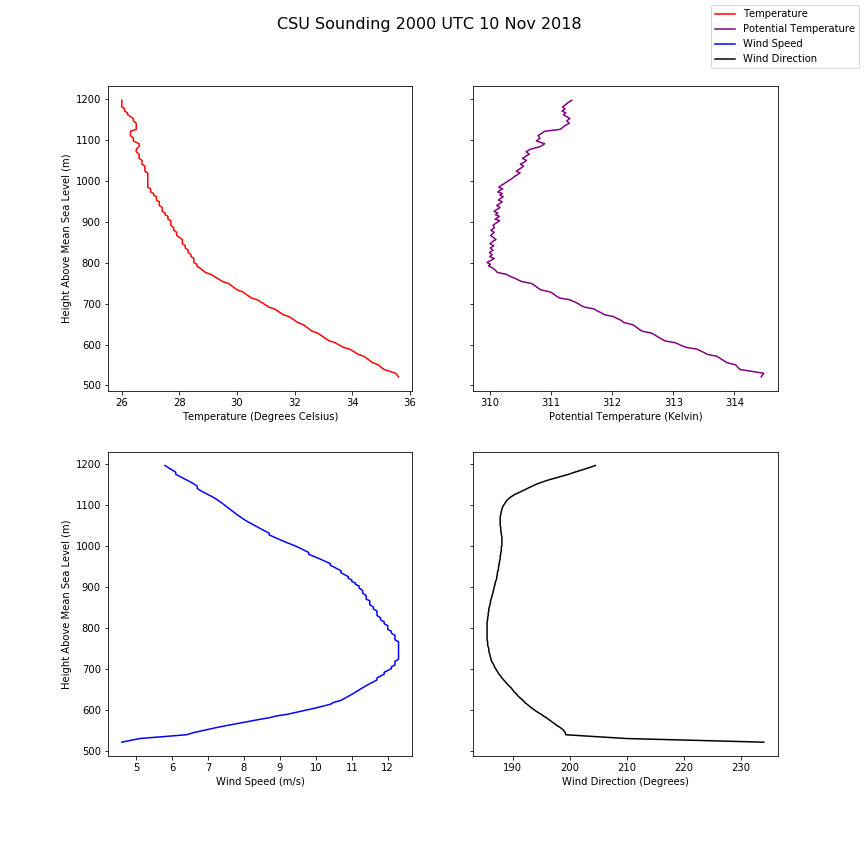 CSU Sounding 2000 UTC 10 Nov 2018
Temperature
Potential Temperature
Wind Speed
Wind Direction
1200
1100
1000
900
800
700
600
500
Height Above Mean Sea Level (m)
26 28 30 32 34 36
Temperature (Degrees Celsius)
310 311 312 313 314
Potential Temperature (Kelvin)
1200
1100
1000
900
800
700
600
500
Height Above Mean Sea Level (m)
5 6 7 8 9 10 11 12
Wind Speed (m/s)
190 200 210 220 230
Wind Direction (Degrees)